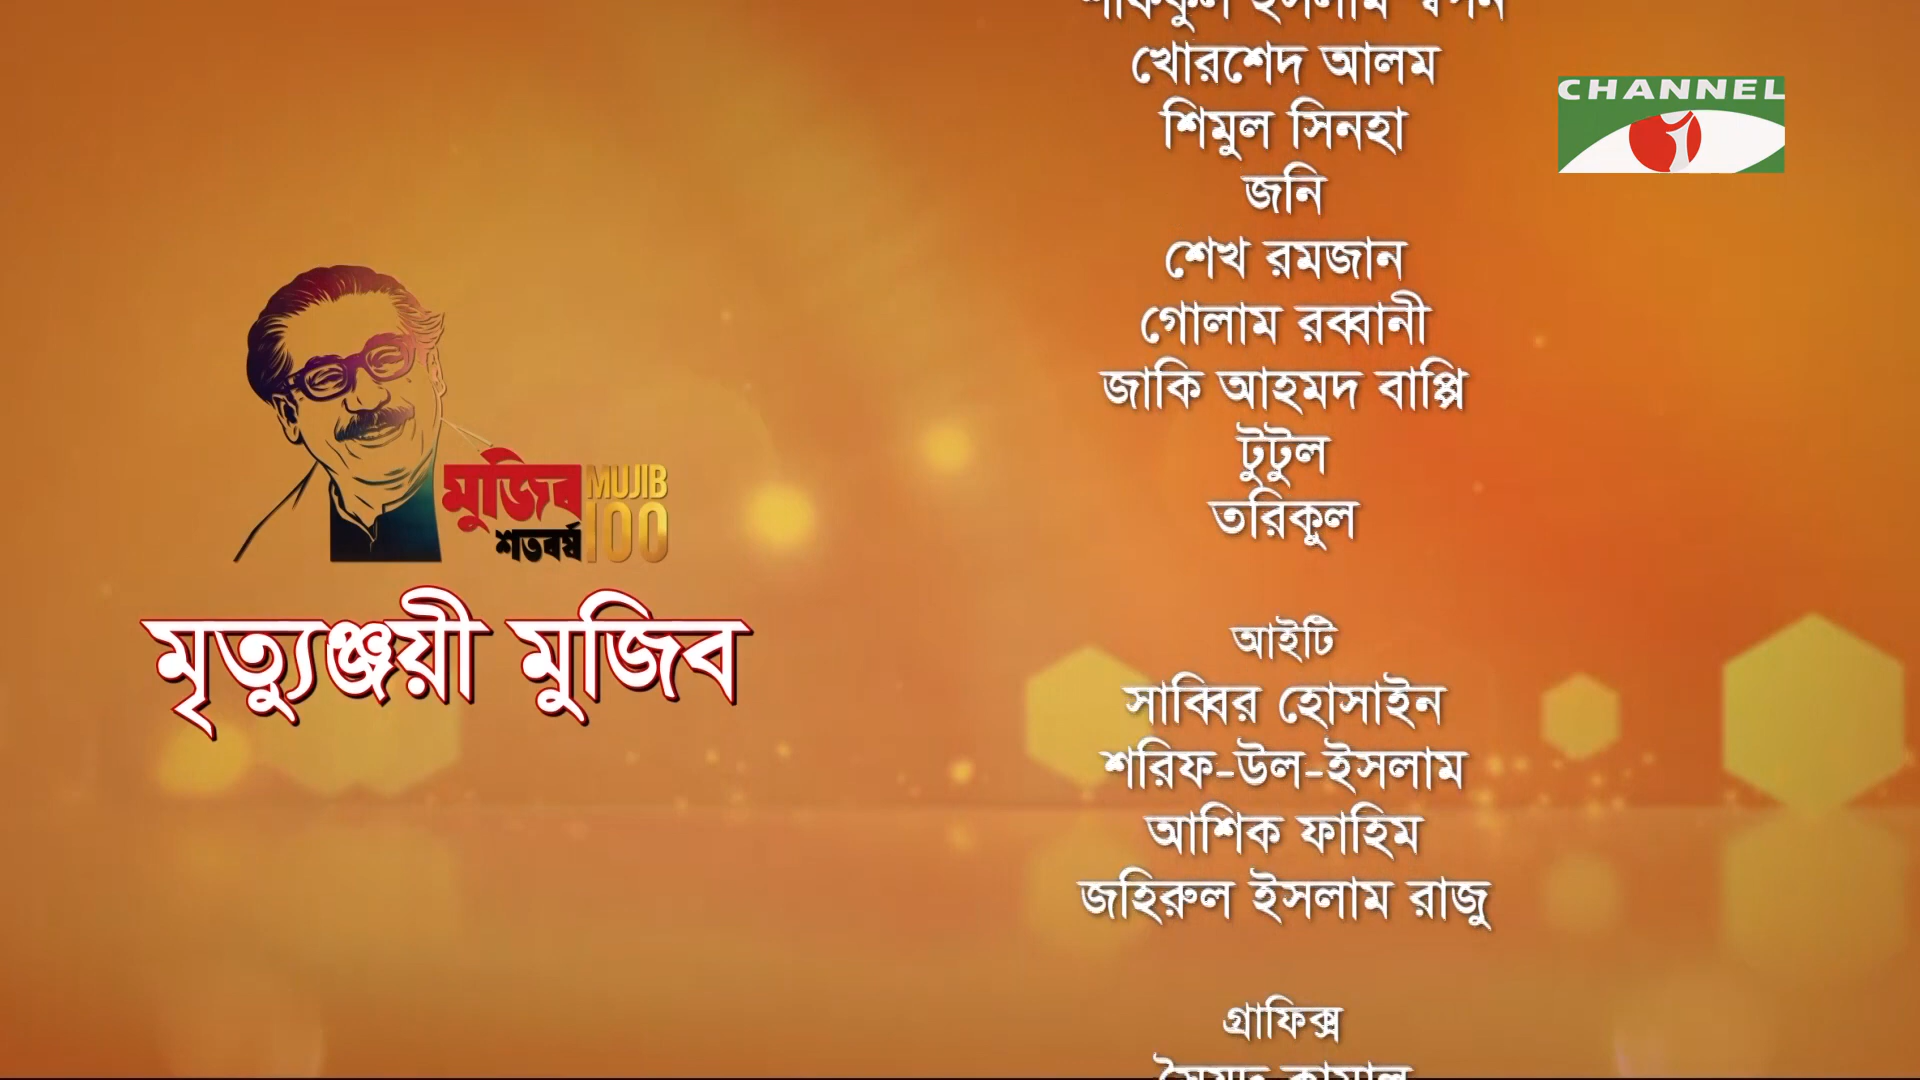 মুজিব
শতবর্ষ
MUJIB
100
মৃত্যুঞ্জয়ী মুজিব
ইসলাম
খোরশেদ আলম
শিমুল সিনহা
জনি
শেখ রমজান
গোলাম রব্বানী
জাকি আহমদ বাপ্পি
টুটুল
তরিকুল
আইটি
সাব্বির হোসাইন
শরিফ-উল-ইসলাম
আশিক ফাহিম
জহিরুল ইসলাম রাজু
গ্রাফিক্স
CHANNEL